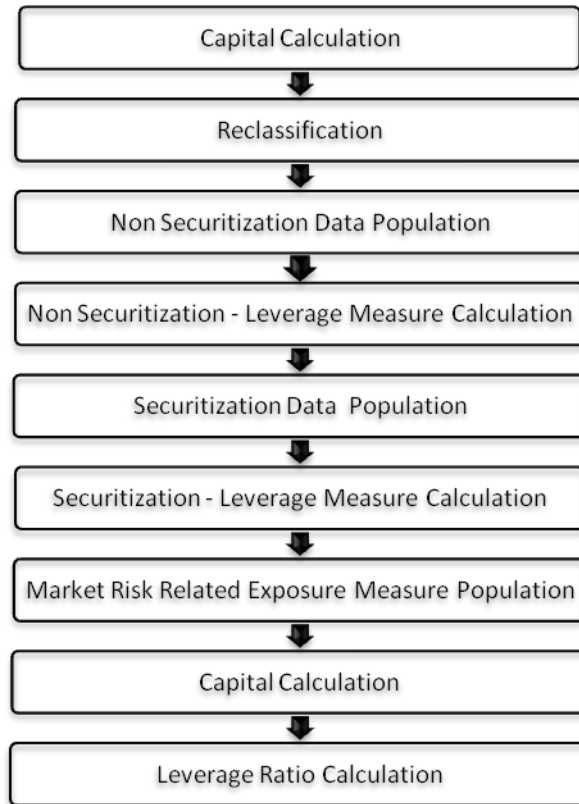 Capital Calculation
Reclassification
Non Securitization Data Population
Non Securitization - Leverage Measure Calculation
Securitization Data Population
Securitization - Leverage Measure Calculation
Market Risk Related Exposure Measure Population
Capital Calculation
Leverage Ratio Calculation